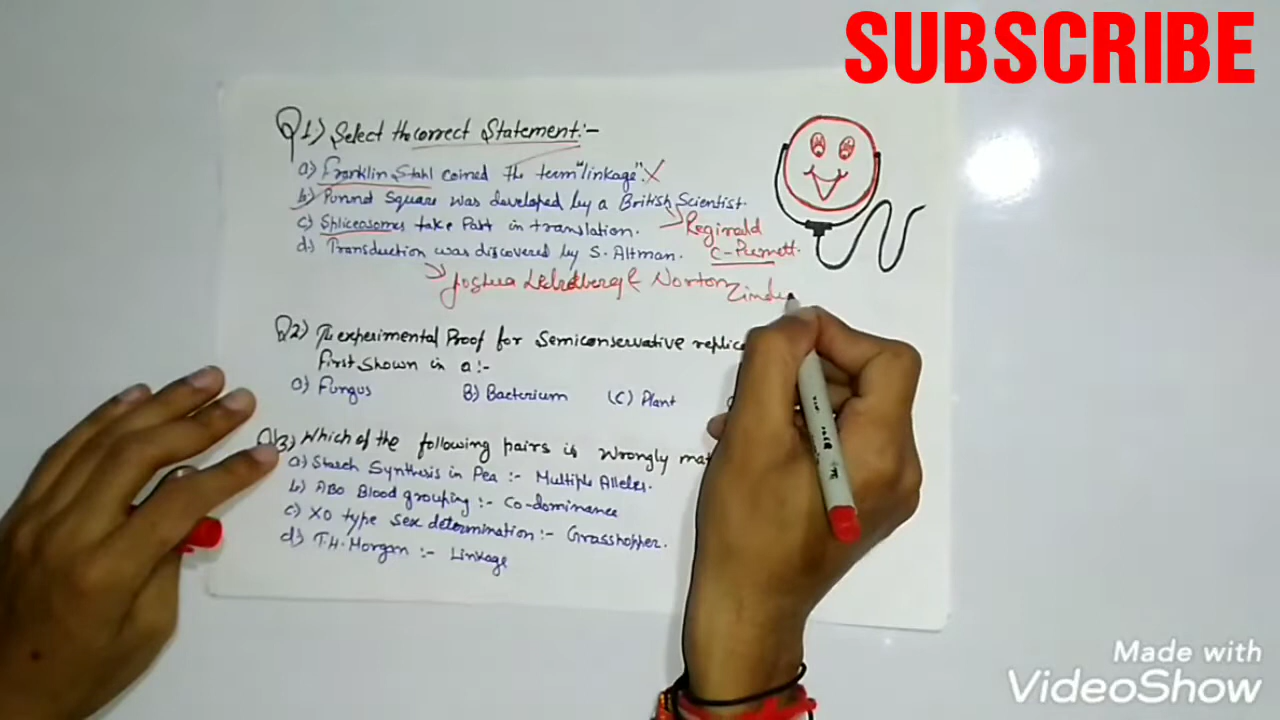 SUBSCRIBE
Q1) Select the correct Statement:-
a) Franklin Stahl coined the term "linkage". X
b) Punnet Square was developed by a British Scientist.
Reginald
c) Spliceosomes take Part in translation.
C-Punnett.
d) Transduction was discovered by S. Altman.
Joshua & Norton Zinde
Q2) The experimental Proof for Semiconservative replic
First Shown in a :-
a) Fungus B) Bacterium (C) Plant
Q3) Which of the following pairs is wrongly mat
a) Starch Synthesis in Pea :- Multiple Alleles.
b) ABO Blood grouping :- Co-dominance
c) XO type Sex determination :- Grasshopper.
d) T.H. Morgan :- Linkage
Made with
VideoShow